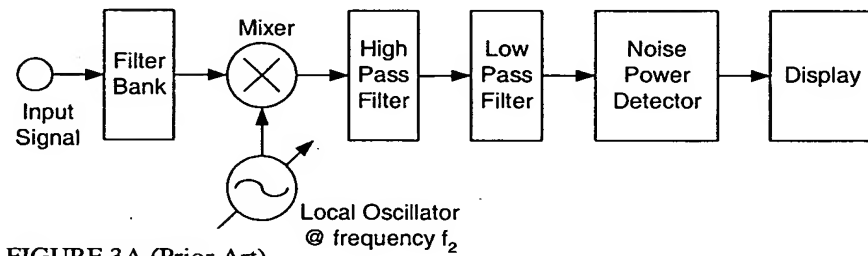 Mixer
Input
Signal
Filter
Bank
High
Pass
Filter
Low
Pass
Filter
Noise
Power
Detector
Display
Local Oscillator
@ frequency f₂
FIGURE 3A (Prior Art)